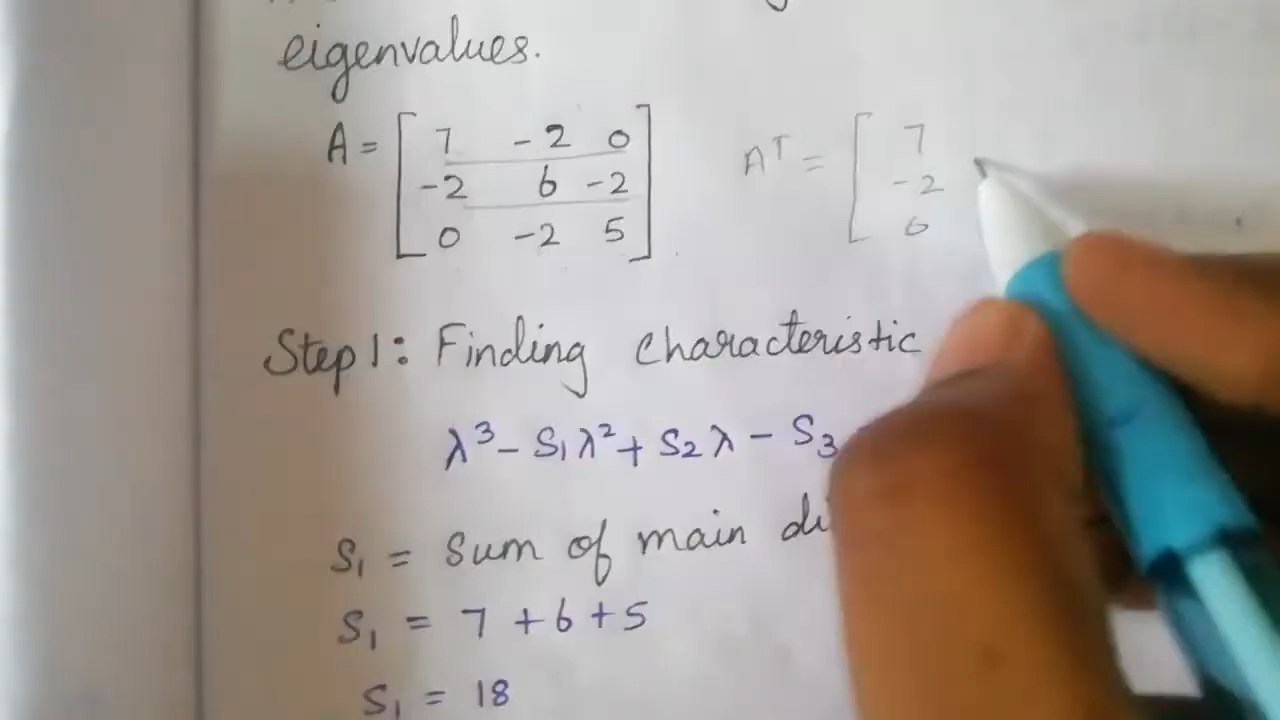 eigenvalues.
A = [ 7 -2 0
-2 6 -2
0 -2 5 ]
Aᵀ = [ 7
-2
0
Step 1: Finding characteristic
λ³ - S₁λ² + S₂λ - S₃
S₁ = Sum of main
S₁ = 7 + 6 + 5
S₁ = 18